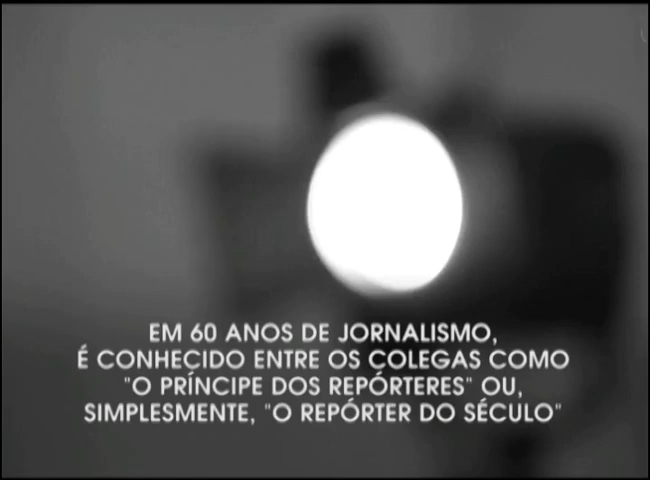 EM 60 ANOS DE JORNALISMO,
É CONHECIDO ENTRE OS COLEGAS COMO
"O PRÍNCIPE DOS REPÓRTERES" OU,
SIMPLESMENTE, "O REPÓRTER DO SÉCULO"